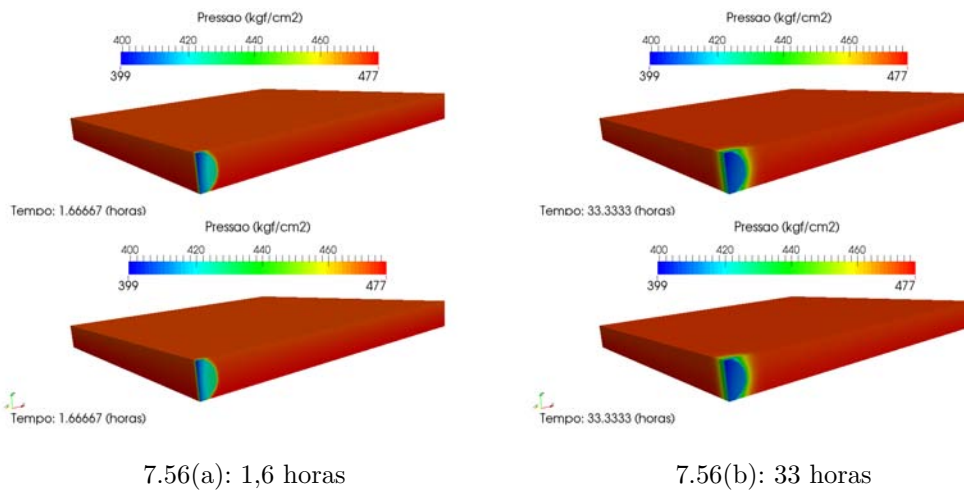 Pressao (kgf/cm2)
400 420 440 460
399 477
Tempo: 1.66667 (horas)
Pressao (kgf/cm2)
400 420 440 460
399 477
Tempo: 33.3333 (horas)
Pressao (kgf/cm2)
400 420 440 460
399 477
Tempo: 1.66667 (horas)
Pressao (kgf/cm2)
400 420 440 460
399 477
Tempo: 33.3333 (horas)
7.56(a): 1,6 horas
7.56(b): 33 horas